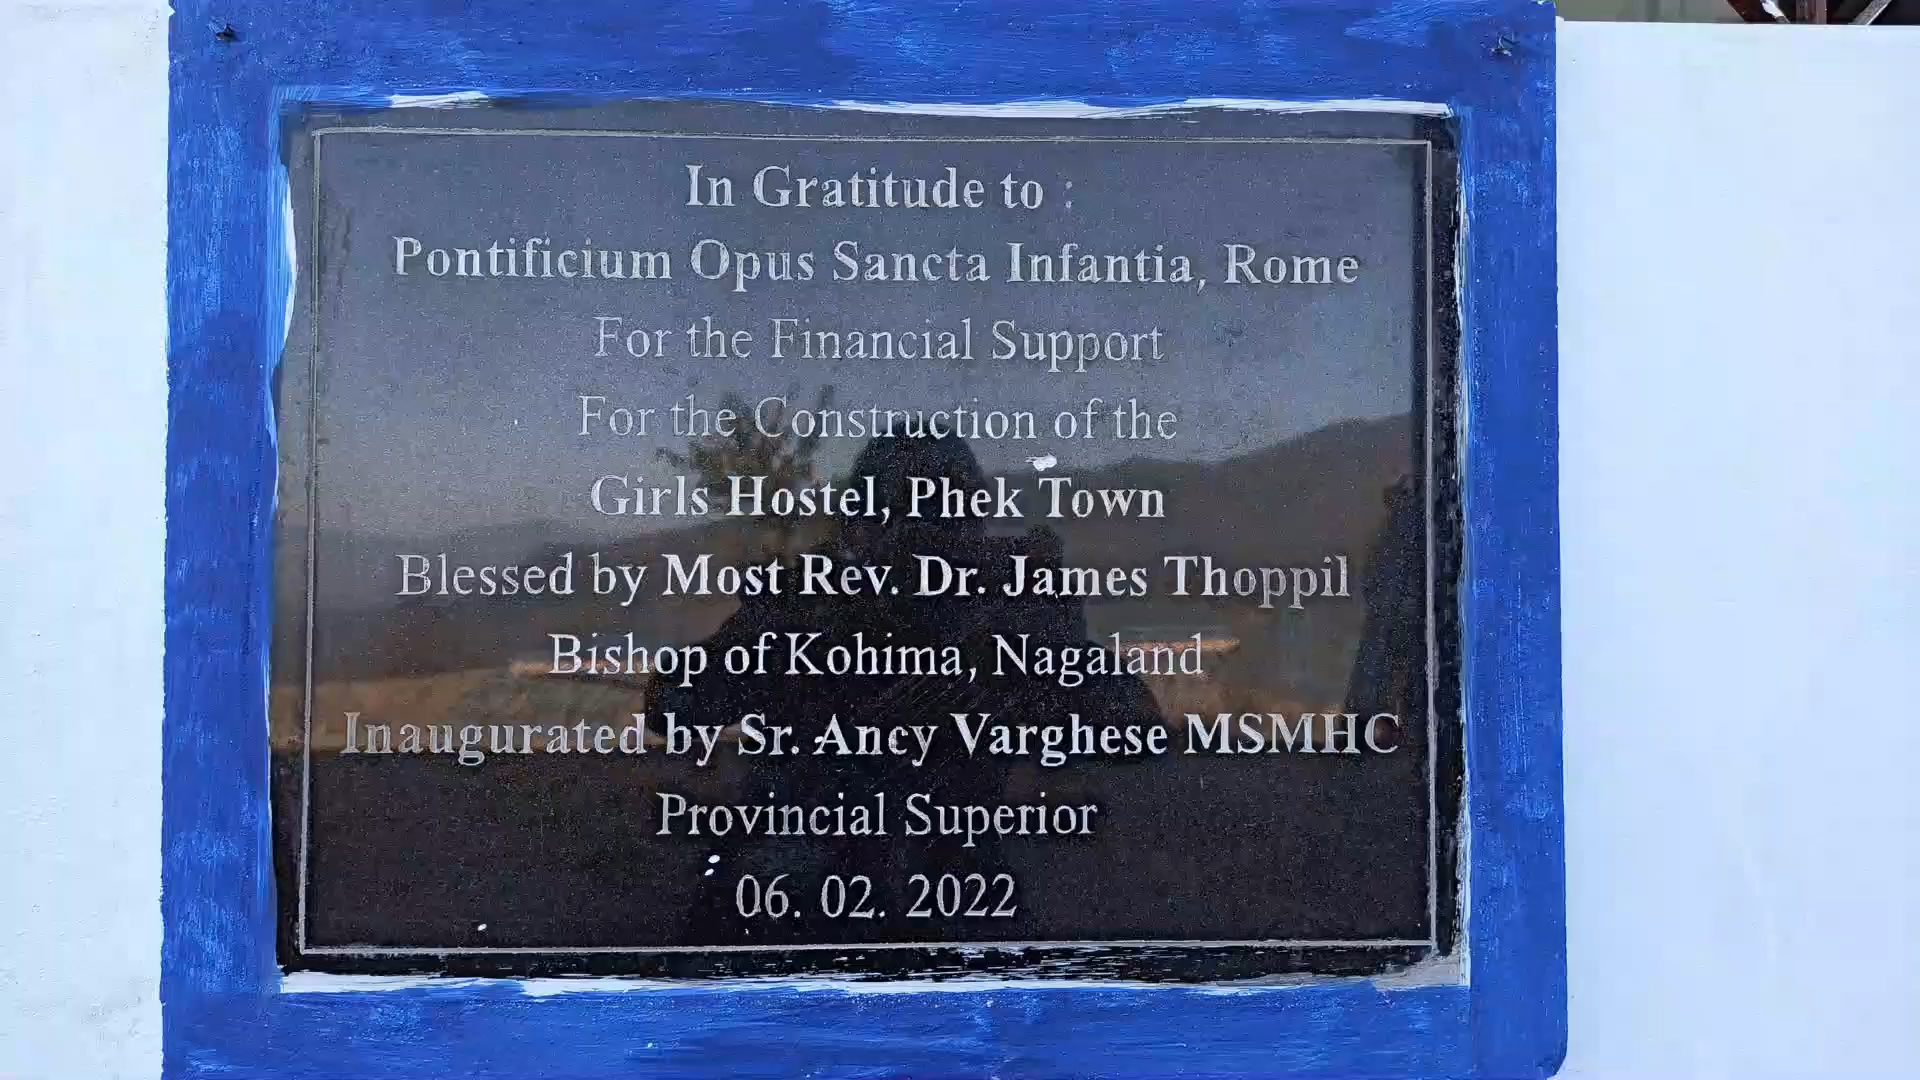 In Gratitude to :
Pontificium Opus Sancta Infantia, Rome
For the Financial Support
For the Construction of the
Girls Hostel, Phek Town
Blessed by Most Rev. Dr. James Thoppil
Bishop of Kohima, Nagaland
Inaugurated by Sr. Ancy Varghese MSMHC
Provincial Superior
06. 02. 2022